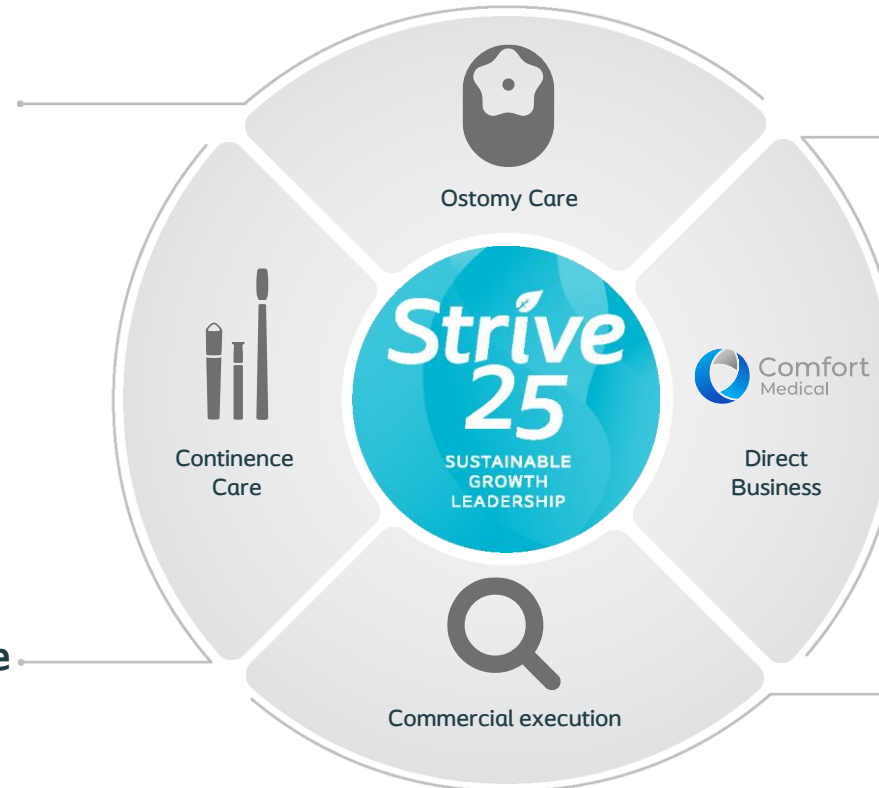 Ostomy Care
Strive
25
SUSTAINABLE
GROWTH
LEADERSHIP
Comfort
Medical
Continence
Care
Direct
Business
e
Commercial execution